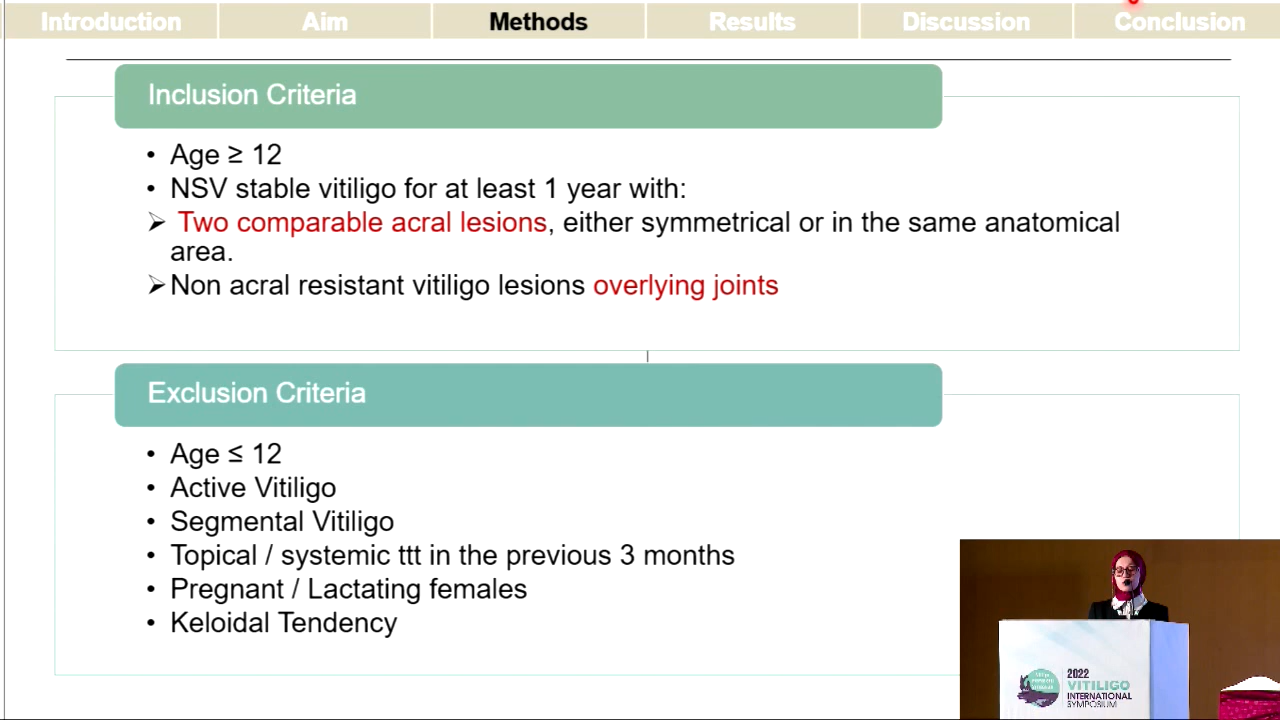 Introduction
Aim
Methods
Results
Discussion
Conclusion
Inclusion Criteria
• Age ≥ 12
• NSV stable vitiligo for at least 1 year with:
➢ Two comparable acral lesions, either symmetrical or in the same anatomical
area.
➢ Non acral resistant vitiligo lesions overlying joints
Exclusion Criteria
• Age ≤ 12
• Active Vitiligo
• Segmental Vitiligo
• Topical / systemic ttt in the previous 3 months
• Pregnant / Lactating females
• Keloidal Tendency
2022
VITILIGO
INTERNATIONAL
SYMPOSIUM